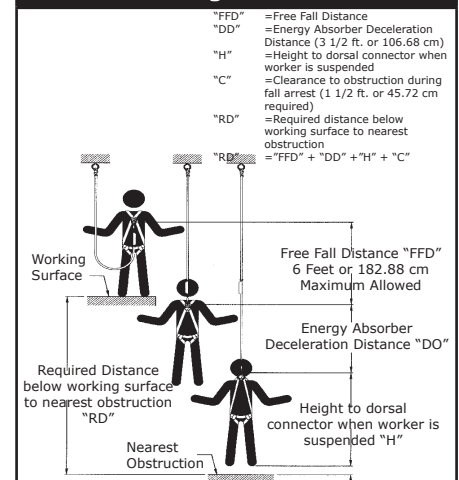 "FFD" =Free Fall Distance
"DD" =Energy Absorber Deceleration
Distance (3 1/2 ft. or 106.68 cm)
"H" =Height to dorsal connector when
worker is suspended
"C" =Clearance to obstruction during
fall arrest (1 1/2 ft. or 45.72 cm
required)
"RD" =Required distance below
working surface to nearest
obstruction
"RD" ="FFD" + "DD" +"H" + "C"
Working
Surface
Free Fall Distance "FFD"
6 Feet or 182.88 cm
Maximum Allowed
Energy Absorber
Deceleration Distance "DO"
Required Distance
below working surface
to nearest obstruction
"RD"
Height to dorsal
connector when worker is
suspended "H"
Nearest
Obstruction